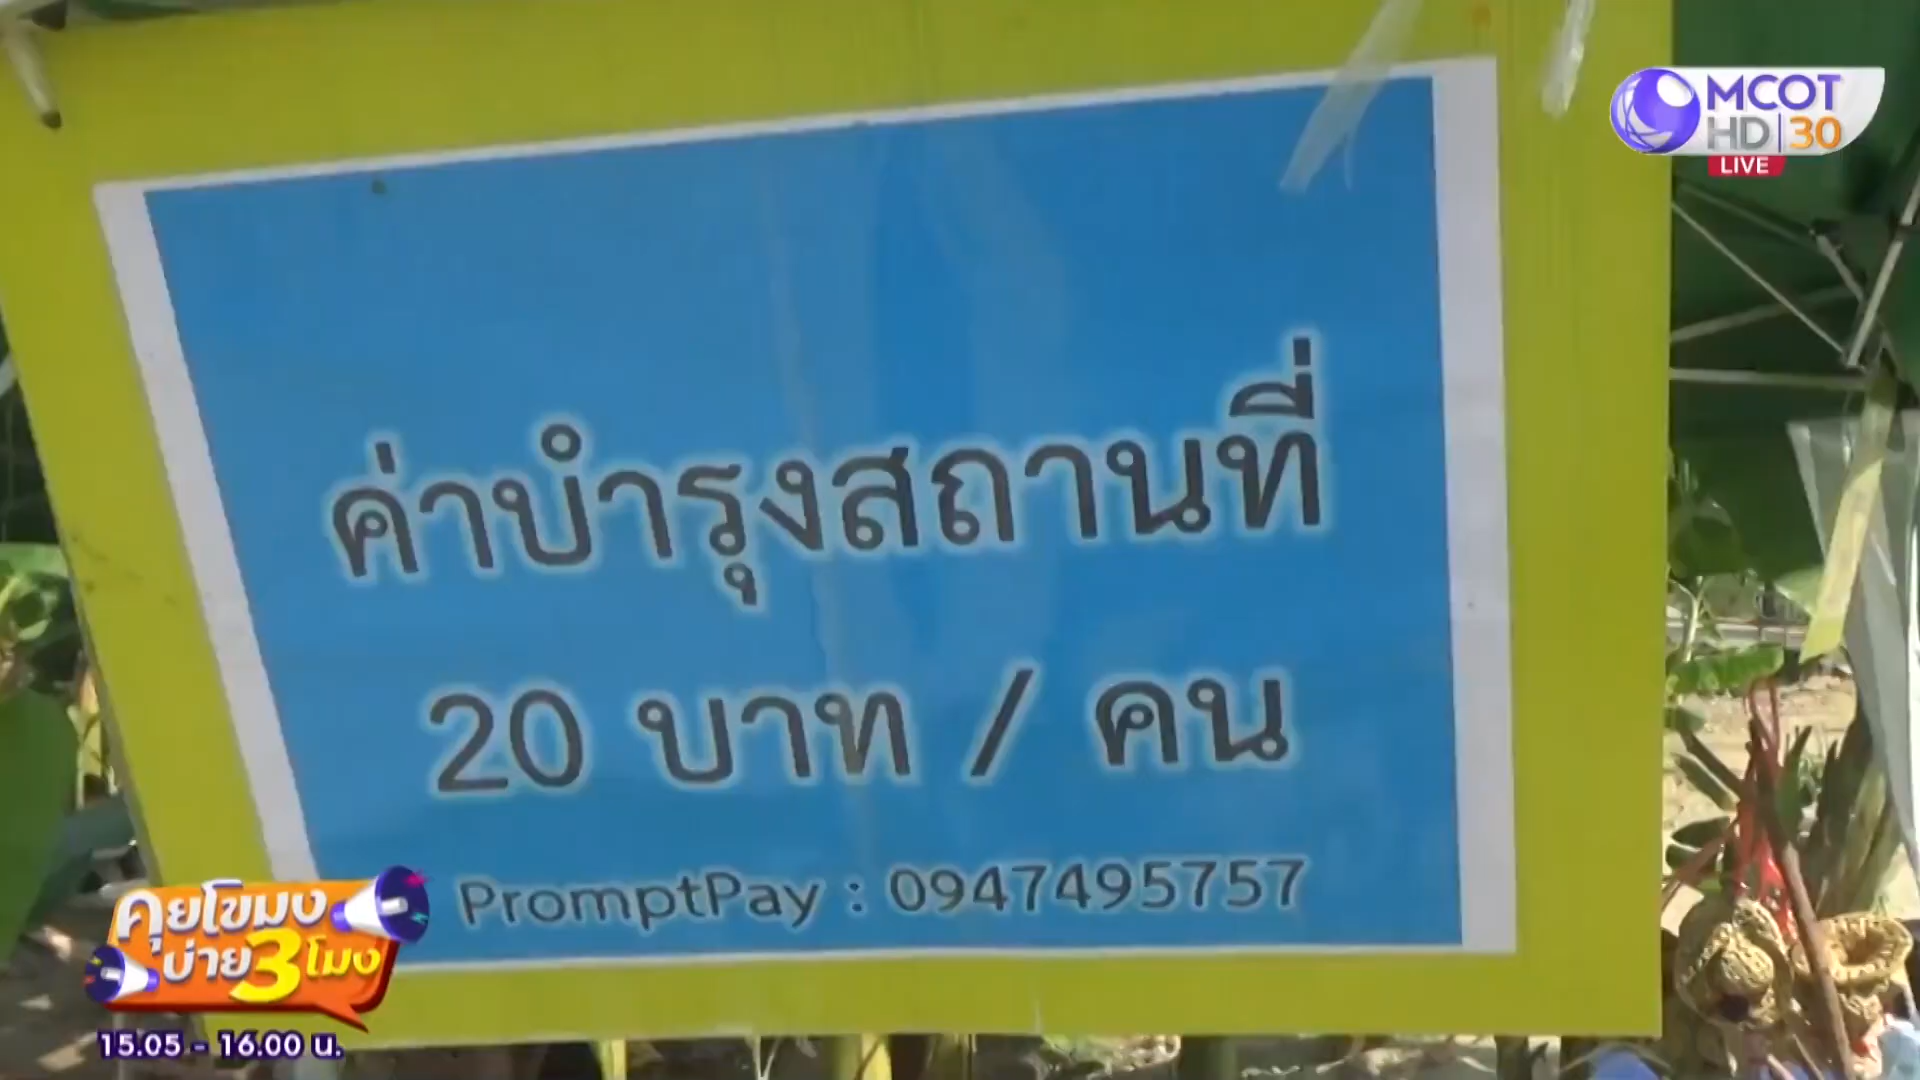 MCOT
HD 30
LIVE
ค่าบำรุงสถานที่
20 บาท / คน
PromptPay : 0947495757
คุยโขมง
บ่าย 3 โมง
15.05 - 16.00 น.